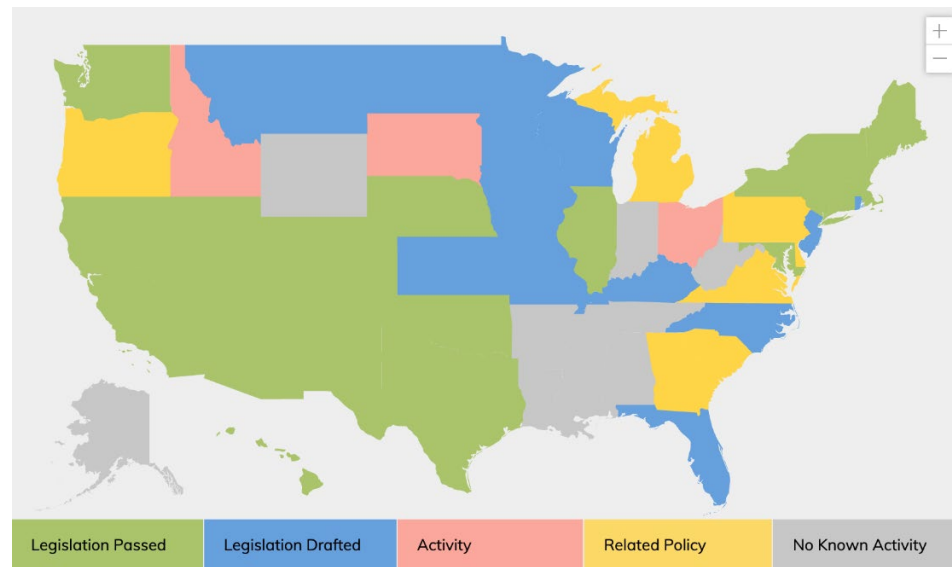 +
−
Legislation Passed
Legislation Drafted
Activity
Related Policy
No Known Activity